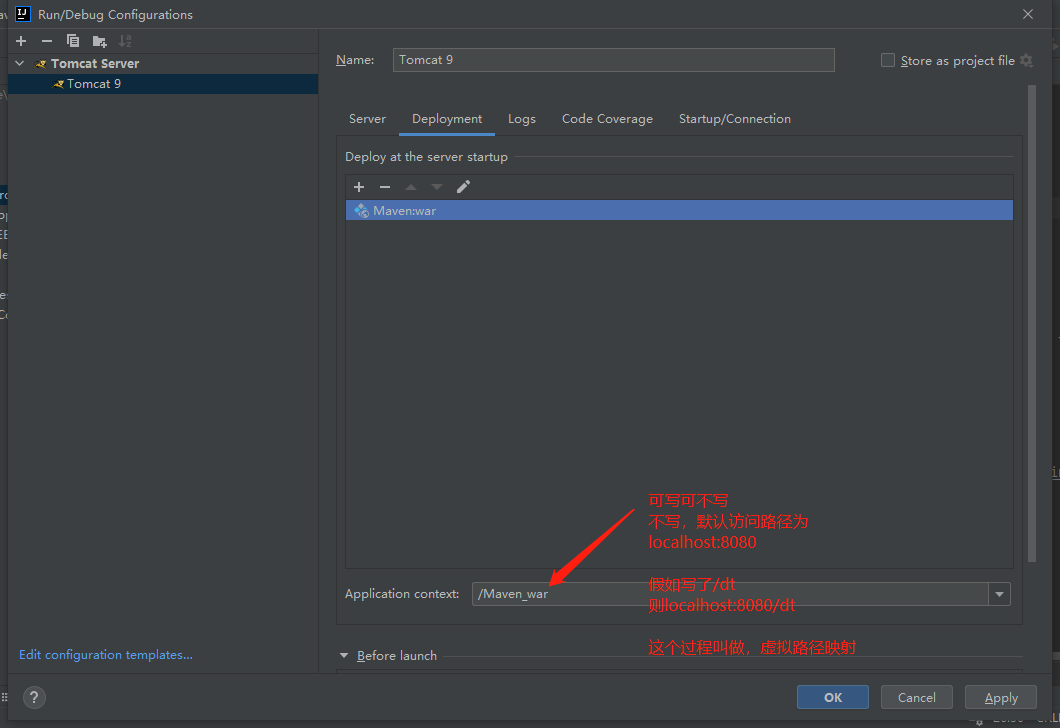 Run/Debug Configurations
Tomcat Server
Tomcat 9
Name:
Tomcat 9
Store as project file
Server
Deployment
Logs
Code Coverage
Startup/Connection
Deploy at the server startup
Maven:war
可写可不写
不写，默认访问路径为
localhost:8080
假如写了/dt
则localhost:8080/dt
Application context:
/Maven_war
这个过程叫做，虚拟路径映射
Edit configuration templates...
Before launch
?
OK
Cancel
Apply